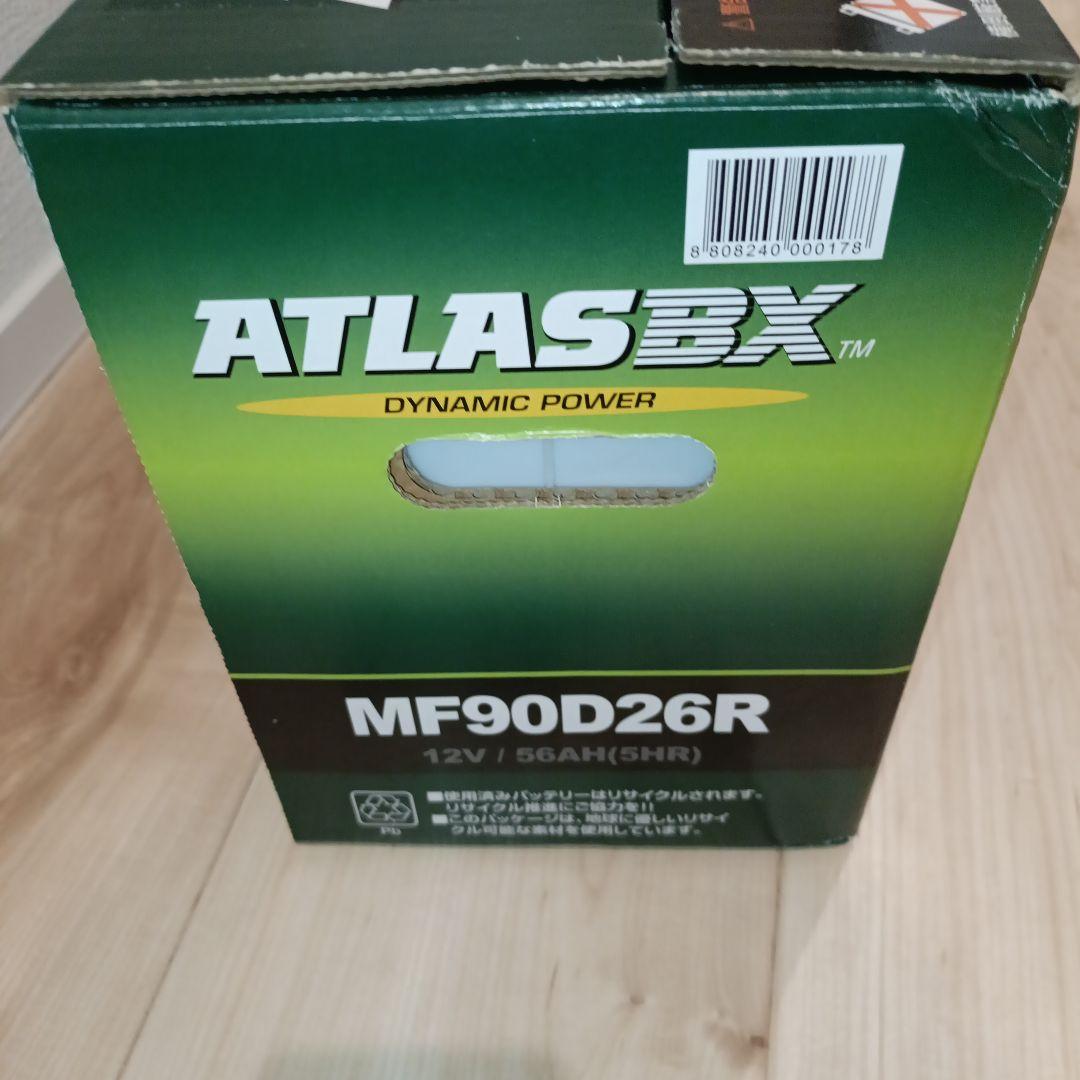 8 808240 000178
ATLASBX TM
DYNAMIC POWER
MF90D26R
12V / 56AH(5HR)
■使用済みバッテリーはリサイクルされます。
リサイクル推進にご協力を!!
■このパッケージは、地球に優しいリサイ
クル可能な素材を使用しています。
Pb